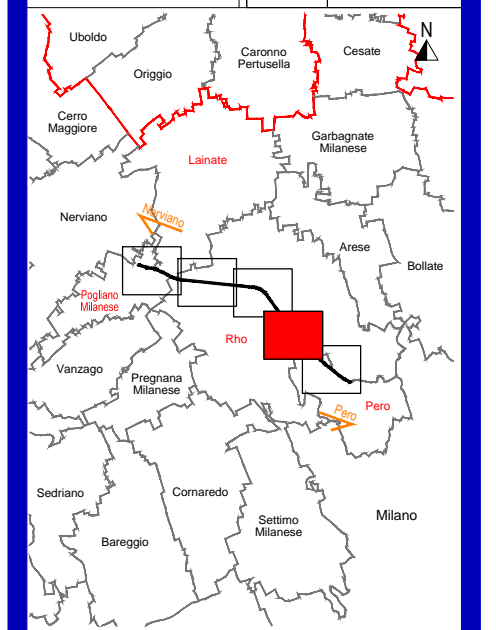 Uboldo
Origgio
Caronno
Pertusella
Cesate
N
Cerro
Maggiore
Garbagnate
Milanese
Lainate
Nerviano
Nerviano
Arese
Bollate
Pogliano
Milanese
Rho
Vanzago
Pregnana
Milanese
Pero
Pero
Sedriano
Cornaredo
Settimo
Milanese
Milano
Bareggio